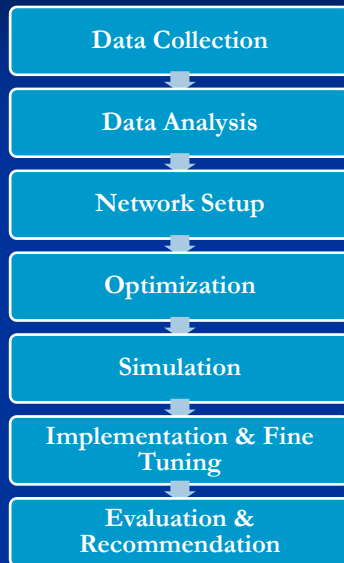 Data Collection
Data Analysis
Network Setup
Optimization
Simulation
Implementation & Fine
Tuning
Evaluation &
Recommendation